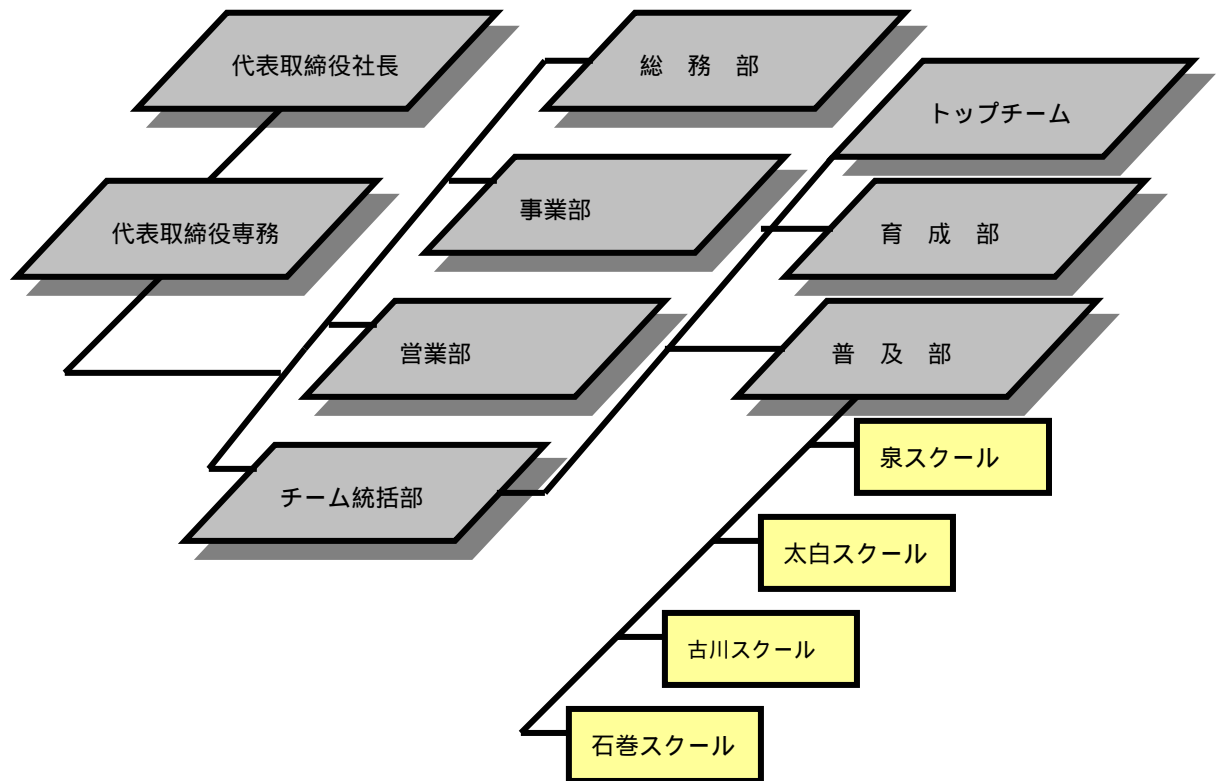 代表取締役社長
総　務　部
トップチーム
事業部
代表取締役専務
育　成　部
営業部
普　及　部
泉スクール
チーム統括部
太白スクール
古川スクール
石巻スクール